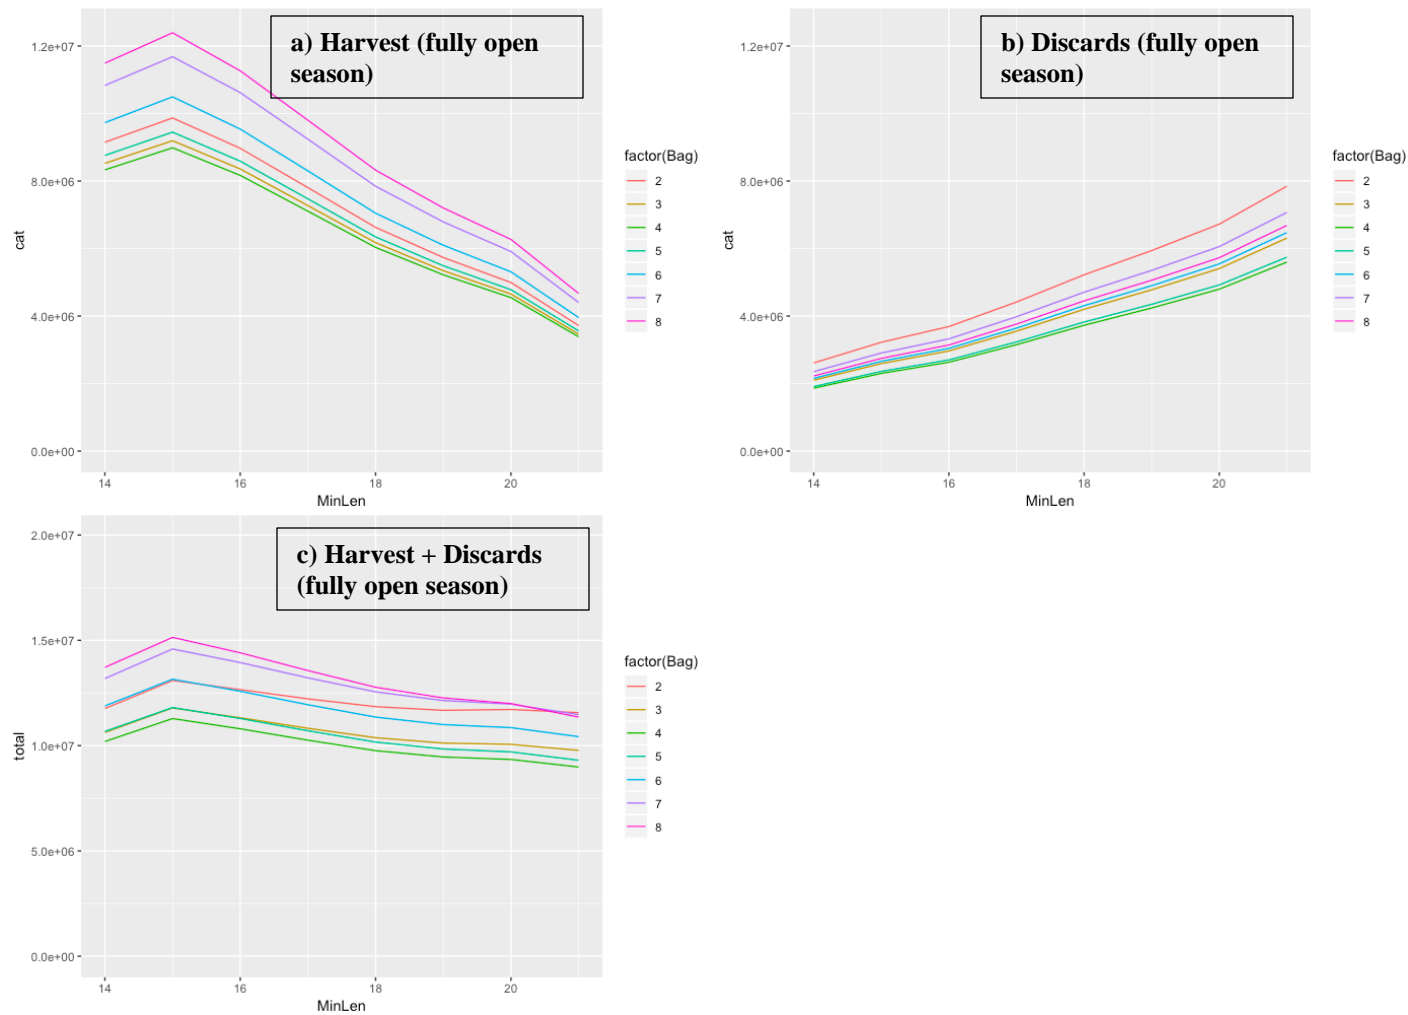 a) Harvest (fully open
season)
1.2e+07
8.0e+06
4.0e+06
0.0e+00
cat
14
16
18
20
MinLen
factor(Bag)
2
3
4
5
6
7
8
b) Discards (fully open
season)
1.2e+07
8.0e+06
4.0e+06
0.0e+00
cat
14
16
18
20
MinLen
factor(Bag)
2
3
4
5
6
7
8
c) Harvest + Discards
(fully open season)
2.0e+07
1.5e+07
1.0e+07
5.0e+06
0.0e+00
total
14
16
18
20
MinLen
factor(Bag)
2
3
4
5
6
7
8